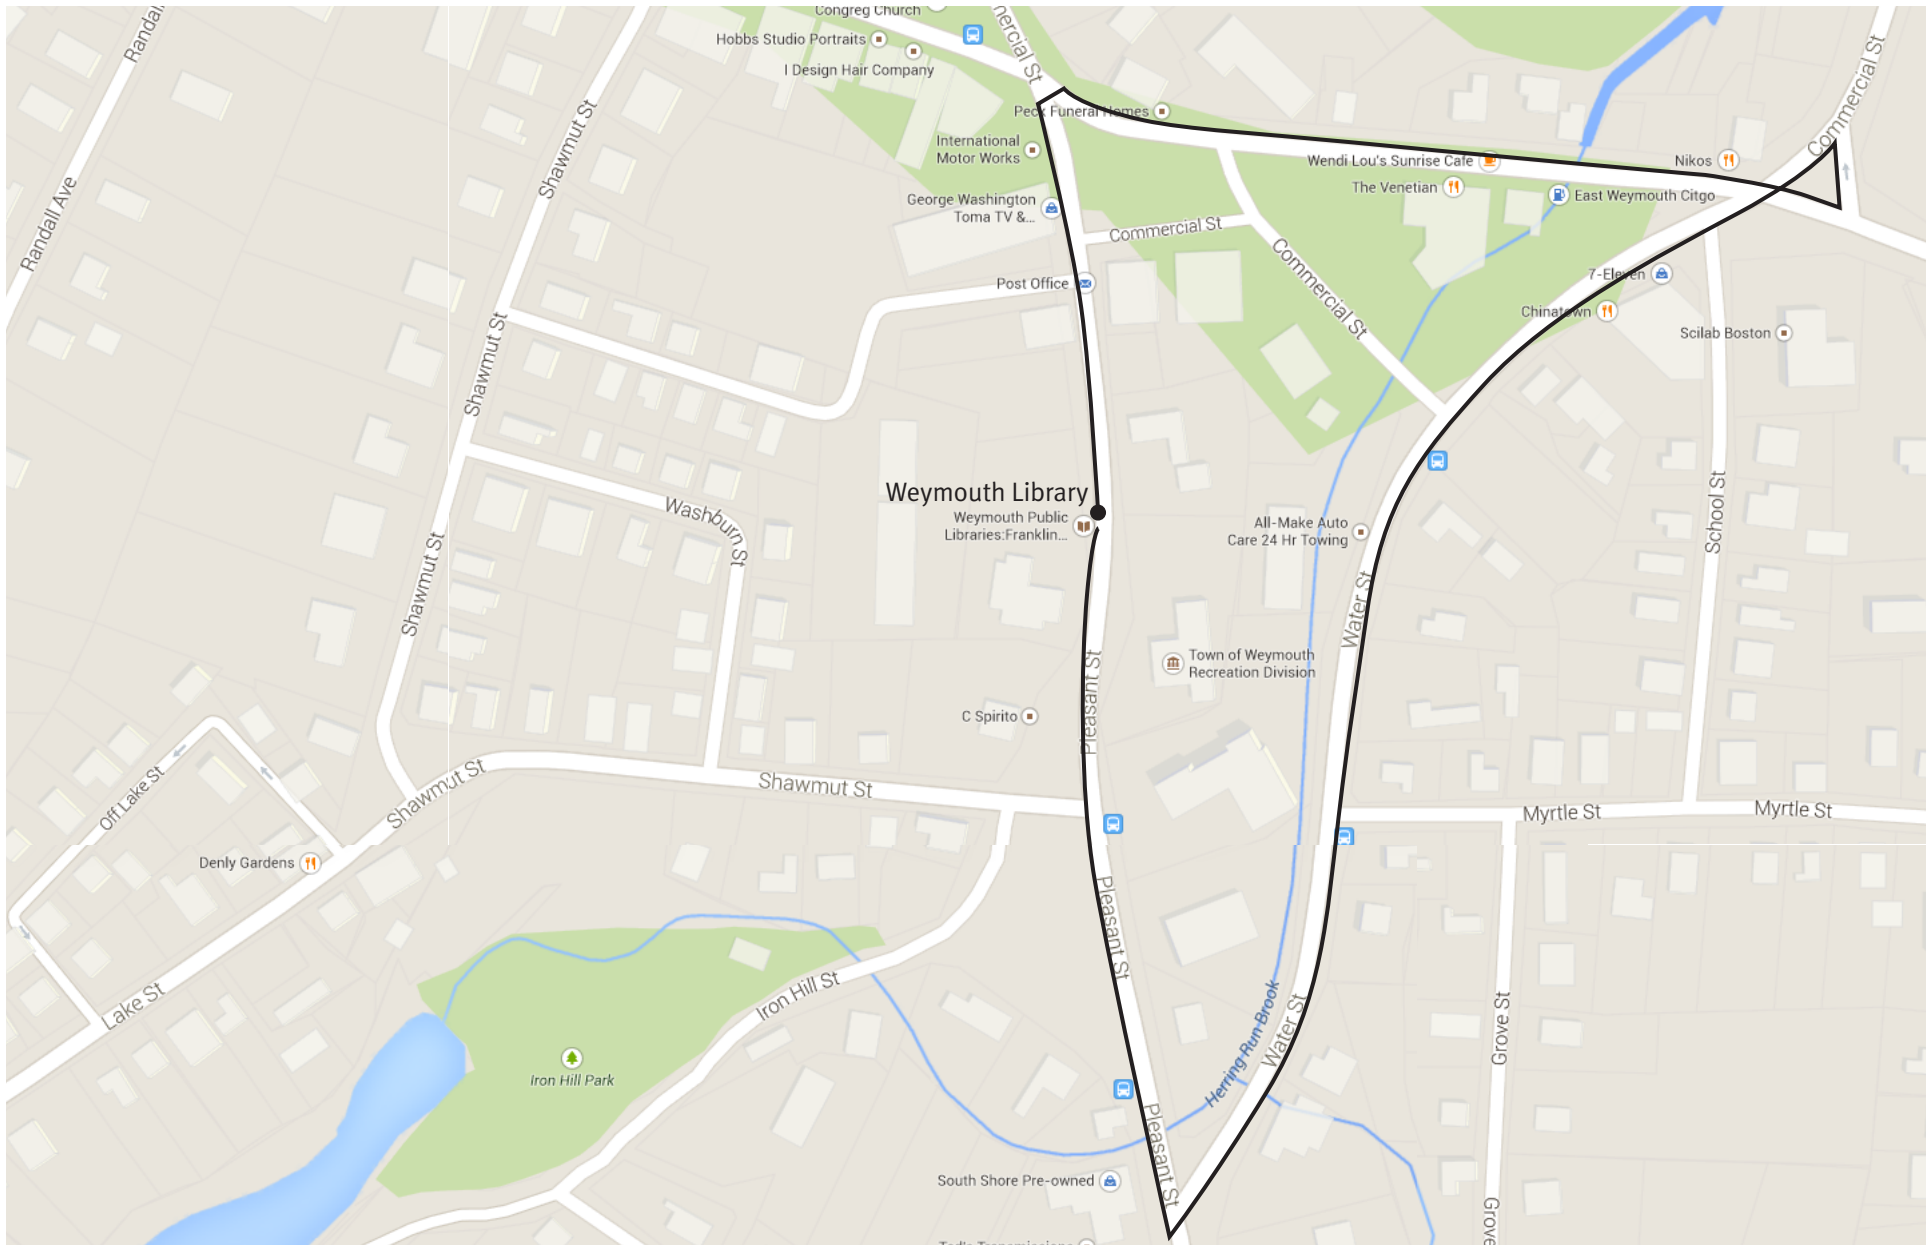 Congreg Church
Hobbs Studio Portraits
I Design Hair Company
Commercial St
Peck Funeral Homes
International
Motor Works
George Washington
Toma TV &...
Commercial St
Post Office
Commercial St
Wendi Lou's Sunrise Cafe
The Venetian
East Weymouth Citgo
Nikos
7-Eleven
Chinatown
Scilab Boston
Randall Ave
Shawmut St
Shawmut St
Shawmut St
Washburn St
Weymouth Library
Weymouth Public
Libraries:Franklin...
All-Make Auto
Care 24 Hr Towing
School St
Water St
Town of Weymouth
Recreation Division
Pleasant St
C Spirito
Off Lake St
Shawmut St
Shawmut St
Myrtle St
Myrtle St
Denly Gardens
Pleasant St
Lake St
Iron Hill St
Herring Run Brook
Water St
Grove St
Iron Hill Park
Pleasant St
South Shore Pre-owned
Grove